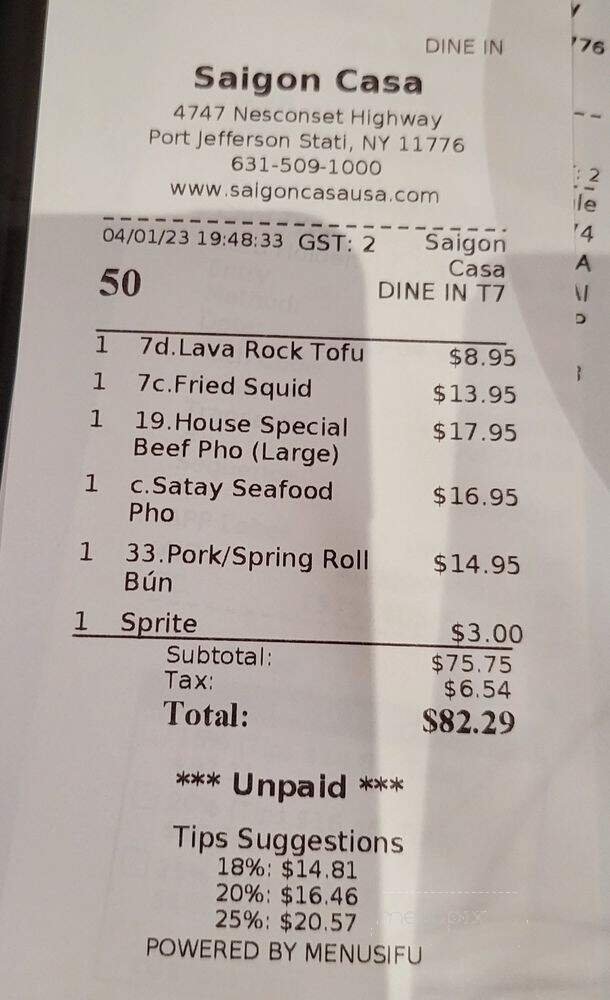 DINE IN
Saigon Casa
4747 Nesconset Highway
Port Jefferson Stati, NY 11776
631-509-1000
www.saigoncasausa.com
04/01/23 19:48:33 GST: 2 Saigon
Casa
50 DINE IN T7
1 7d.Lava Rock Tofu $8.95
1 7c.Fried Squid $13.95
1 19.House Special $17.95
Beef Pho (Large)
1 c.Satay Seafood $16.95
Pho
1 33.Pork/Spring Roll $14.95
Bún
1 Sprite $3.00
Subtotal: $75.75
Tax: $6.54
Total: $82.29
*** Unpaid ***
Tips Suggestions
18%: $14.81
20%: $16.46
25%: $20.57
POWERED BY MENUSIFU